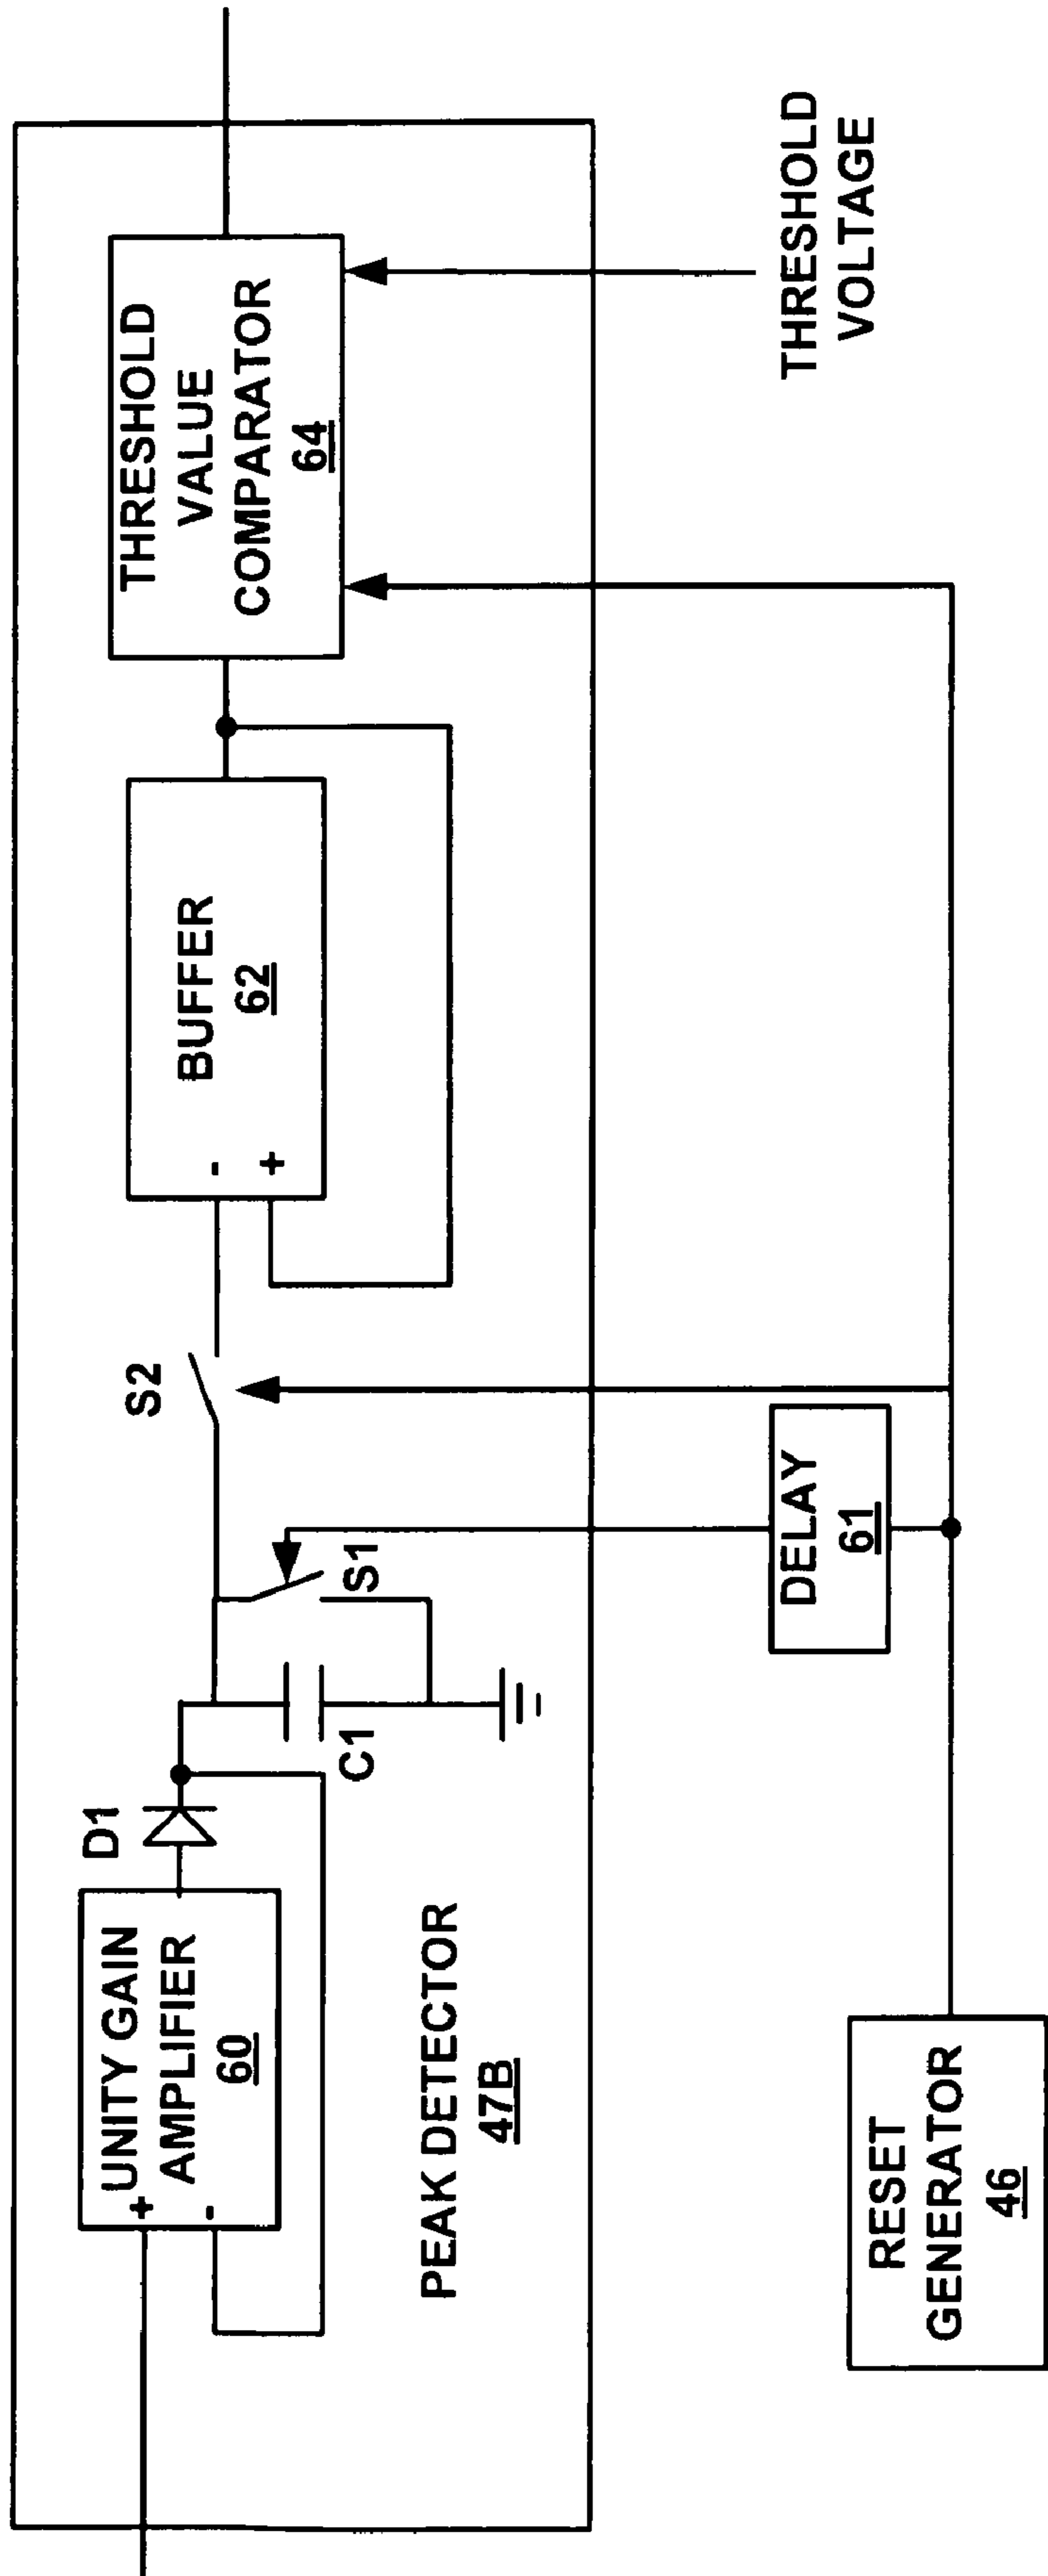 UNITY GAIN
AMPLIFIER
60
+
-
D1
C1
S1
S2
BUFFER
62
-
+
THRESHOLD
VALUE
COMPARATOR
64
PEAK DETECTOR
47B
DELAY
61
THRESHOLD
VOLTAGE
RESET
GENERATOR
46